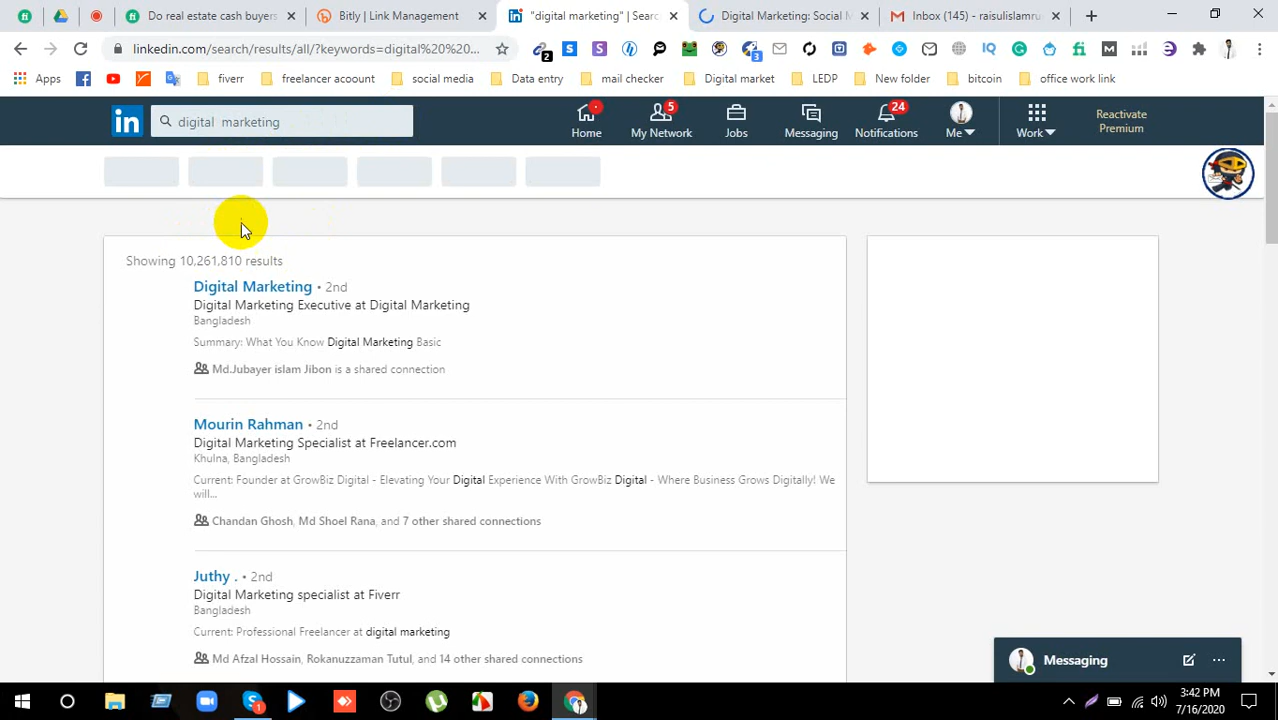 Do real estate cash buyers
Bitly | Link Management
"digital marketing" | Searc
Digital Marketing: Social M
Inbox (145) - raisulislamru
linkedin.com/search/results/all/?keywords=digital%20%20...
2
3
Apps
fiverr
freelancer acoount
social media
Data entry
mail checker
Digital market
LEDP
New folder
bitcoin
office work link
in
digital marketing
Home
5
My Network
Jobs
Messaging
24
Notifications
Me
Work
Reactivate
Premium
Showing 10,261,810 results
Digital Marketing • 2nd
Digital Marketing Executive at Digital Marketing
Bangladesh
Summary: What You Know Digital Marketing Basic
Md.Jubayer islam Jibon is a shared connection
Mourin Rahman • 2nd
Digital Marketing Specialist at Freelancer.com
Khulna, Bangladesh
Current: Founder at GrowBiz Digital - Elevating Your Digital Experience With GrowBiz Digital - Where Business Grows Digitally! We
will...
Chandan Ghosh, Md Shoel Rana, and 7 other shared connections
Juthy . • 2nd
Digital Marketing specialist at Fiverr
Bangladesh
Current: Professional Freelancer at digital marketing
Md Afzal Hossain, Rokanuzzaman Tutul, and 14 other shared connections
Messaging
3:42 PM
7/16/2020